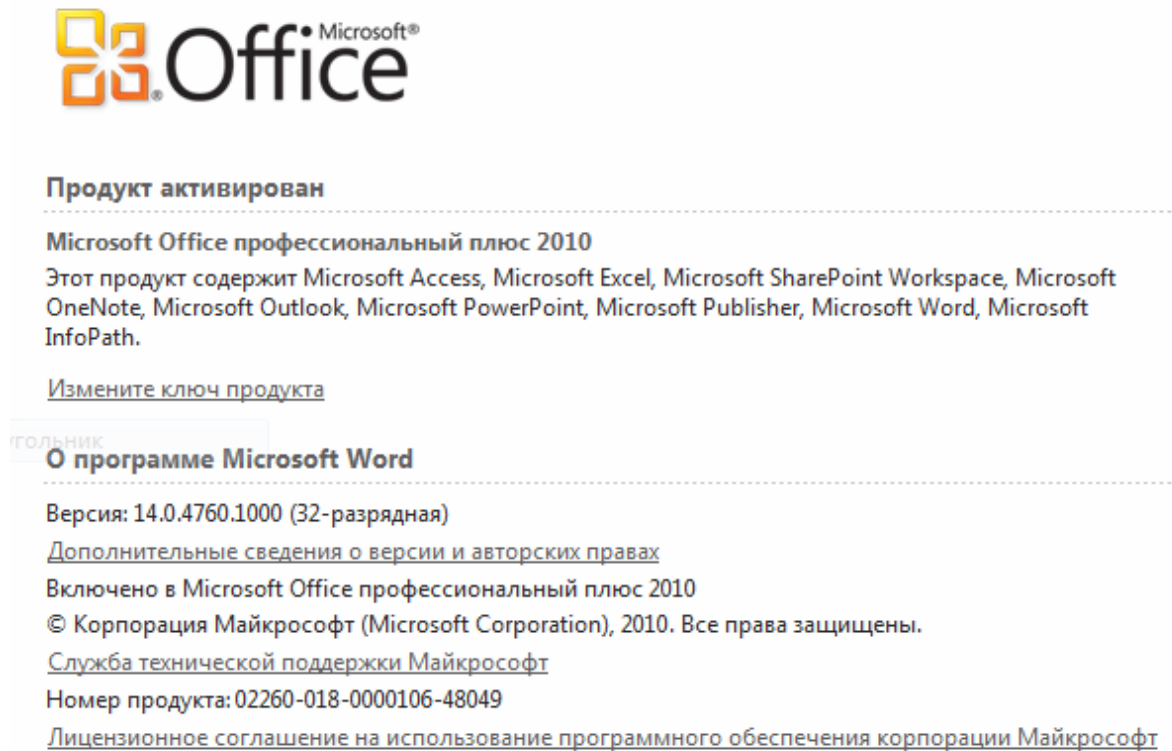 Microsoft®
Office®
Продукт активирован
Microsoft Office профессиональный плюс 2010
Этот продукт содержит Microsoft Access, Microsoft Excel, Microsoft SharePoint Workspace, Microsoft
OneNote, Microsoft Outlook, Microsoft PowerPoint, Microsoft Publisher, Microsoft Word, Microsoft
InfoPath.
Измените ключ продукта
угольник
О программе Microsoft Word
Версия: 14.0.4760.1000 (32-разрядная)
Дополнительные сведения о версии и авторских правах
Включено в Microsoft Office профессиональный плюс 2010
© Корпорация Майкрософт (Microsoft Corporation), 2010. Все права защищены.
Служба технической поддержки Майкрософт
Номер продукта: 02260-018-0000106-48049
Лицензионное соглашение на использование программного обеспечения корпорации Майкрософт